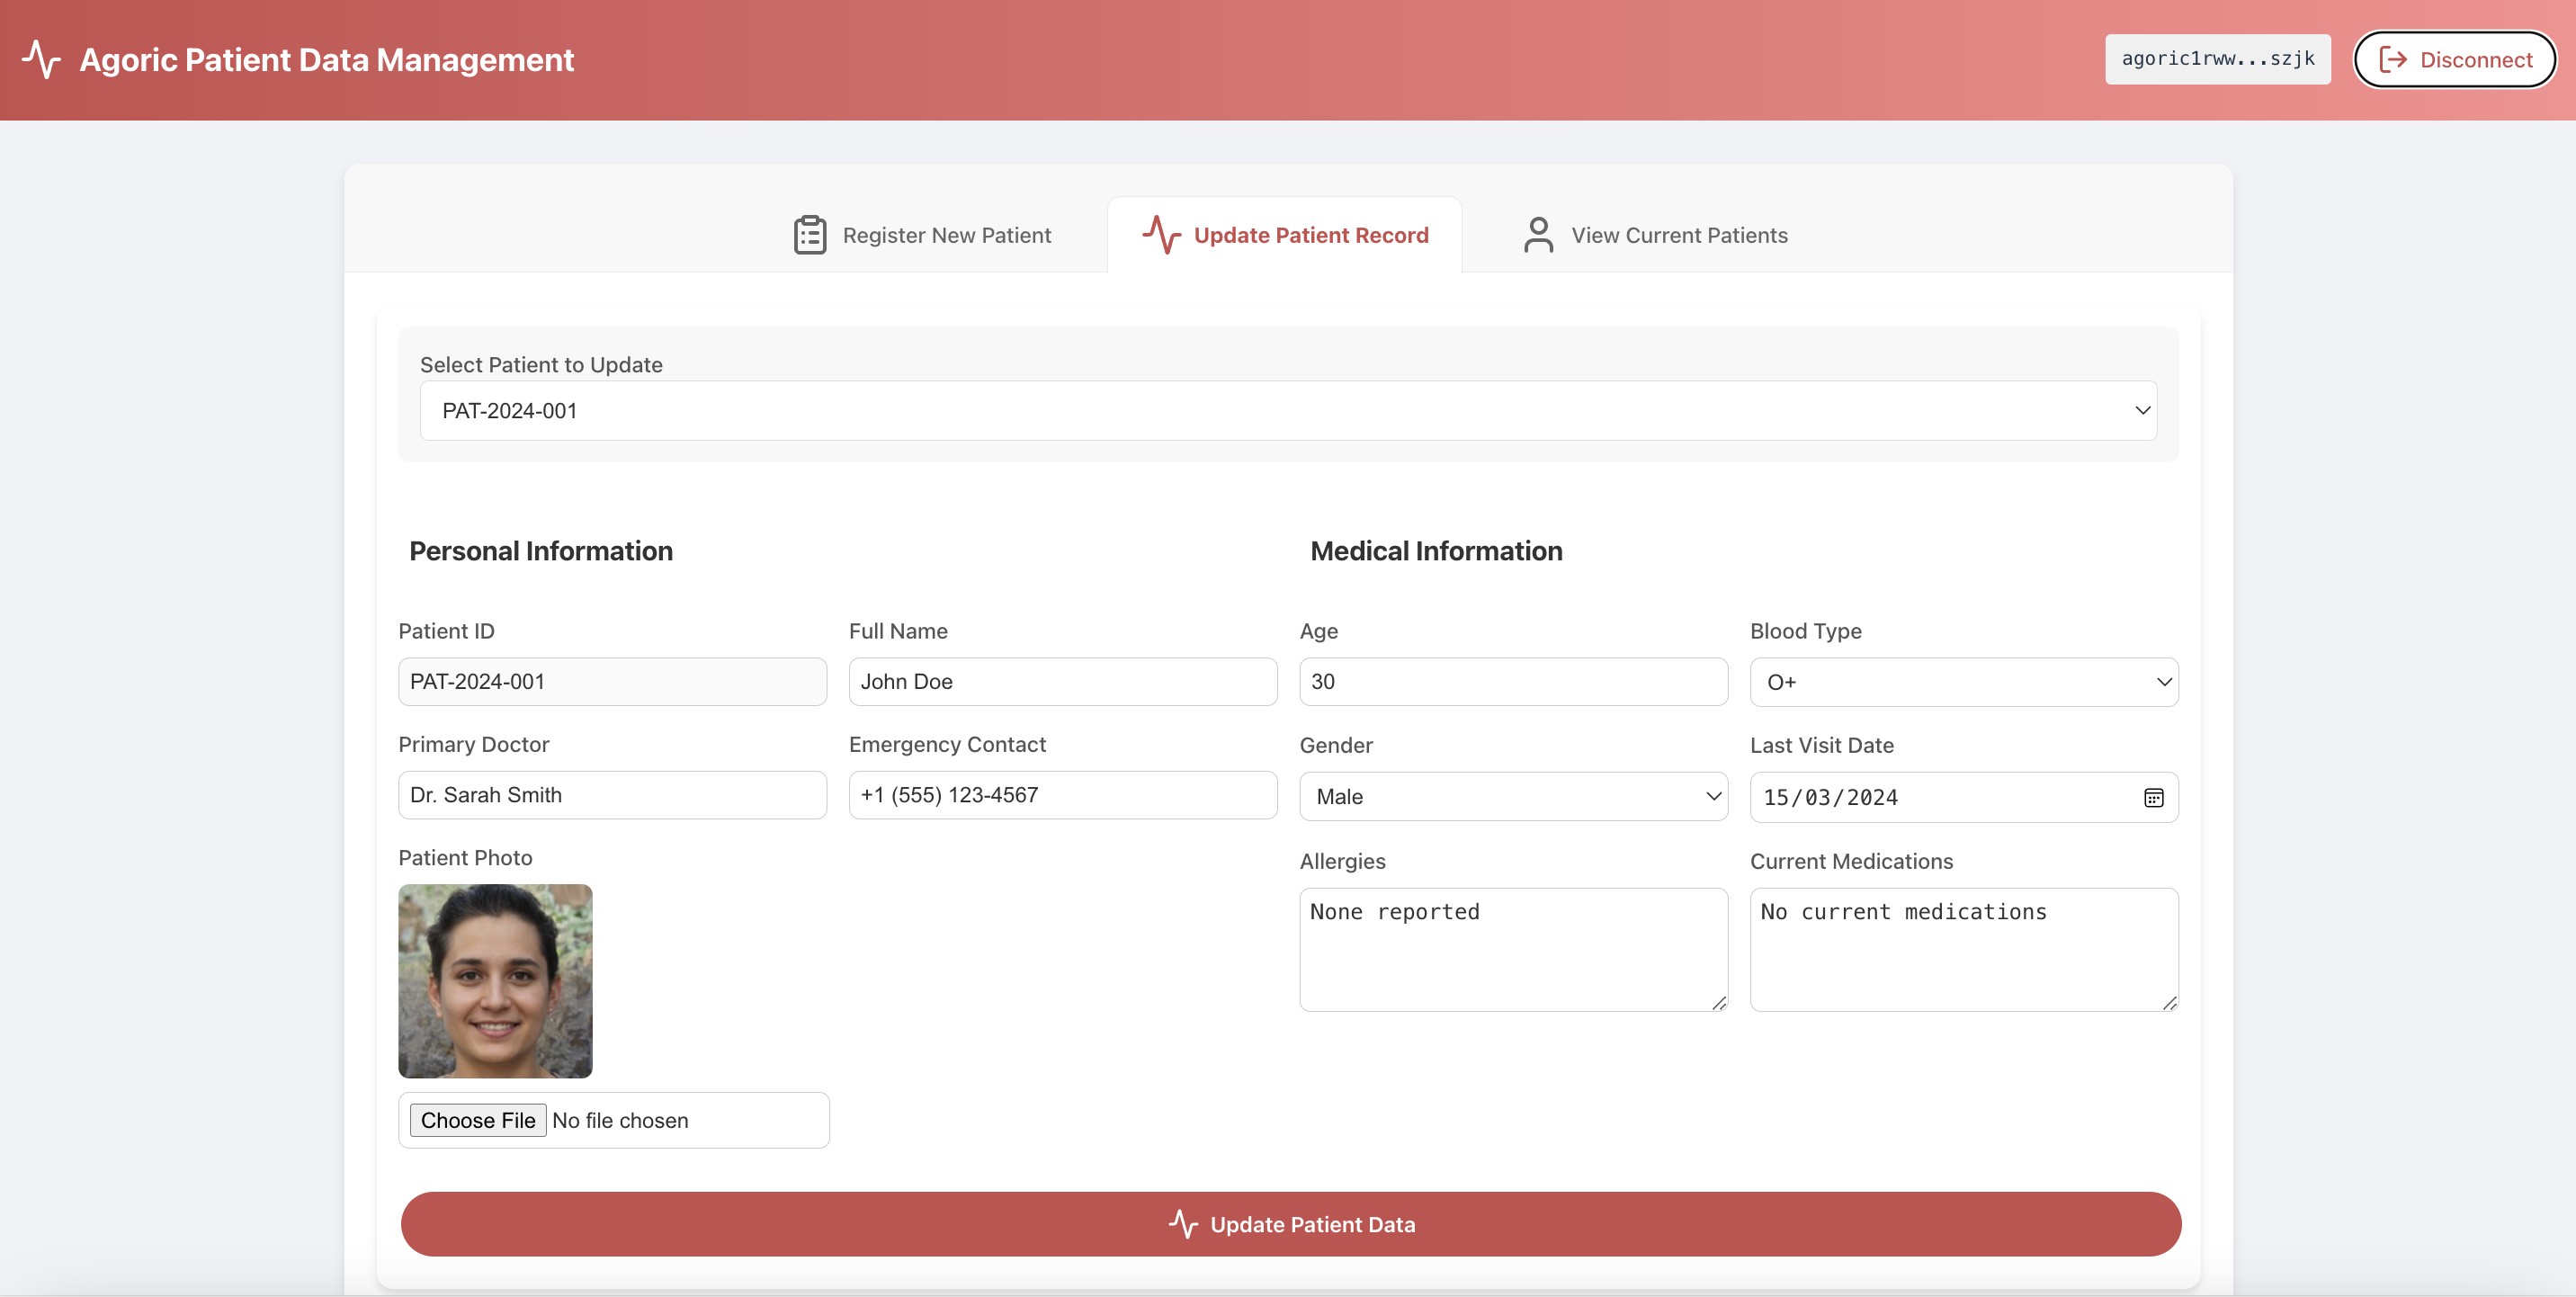 Agoric Patient Data Management
agoric1rww...szjk
Disconnect
Register New Patient
Update Patient Record
View Current Patients
Select Patient to Update
PAT-2024-001
Personal Information
Medical Information
Patient ID
Full Name
Age
Blood Type
PAT-2024-001
John Doe
30
O+
Primary Doctor
Emergency Contact
Gender
Last Visit Date
Dr. Sarah Smith
+1 (555) 123-4567
Male
15/03/2024
Patient Photo
Allergies
Current Medications
None reported
No current medications
Choose File No file chosen
Update Patient Data